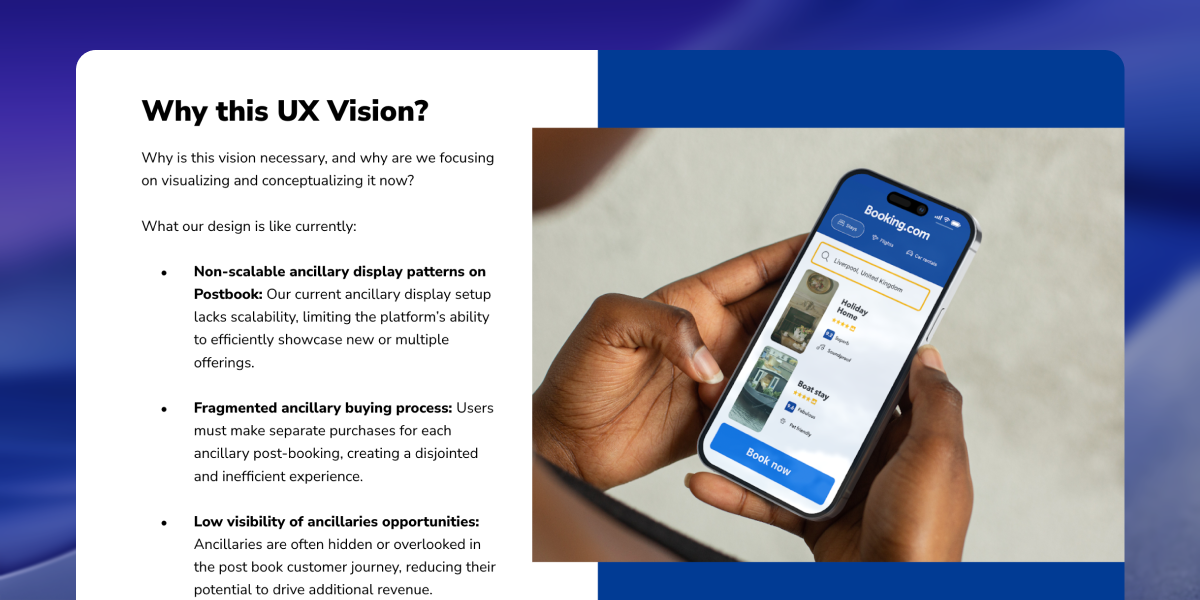 Why this UX Vision?
Why is this vision necessary, and why are we focusing
on visualizing and conceptualizing it now?
What our design is like currently:
• Non-scalable ancillary display patterns on
Postbook: Our current ancillary display setup
lacks scalability, limiting the platform's ability
to efficiently showcase new or multiple
offerings.
• Fragmented ancillary buying process: Users
must make separate purchases for each
ancillary post-booking, creating a disjointed
and inefficient experience.
• Low visibility of ancillaries opportunities:
Ancillaries are often hidden or overlooked in
the post book customer journey, reducing their
potential to drive additional revenue.
Booking.com
Stays
Flights
Car rentals
Liverpool, United Kingdom
Holiday
Home
Superb
Soundproof
Boat stay
Fabulous
Pet friendly
Book now